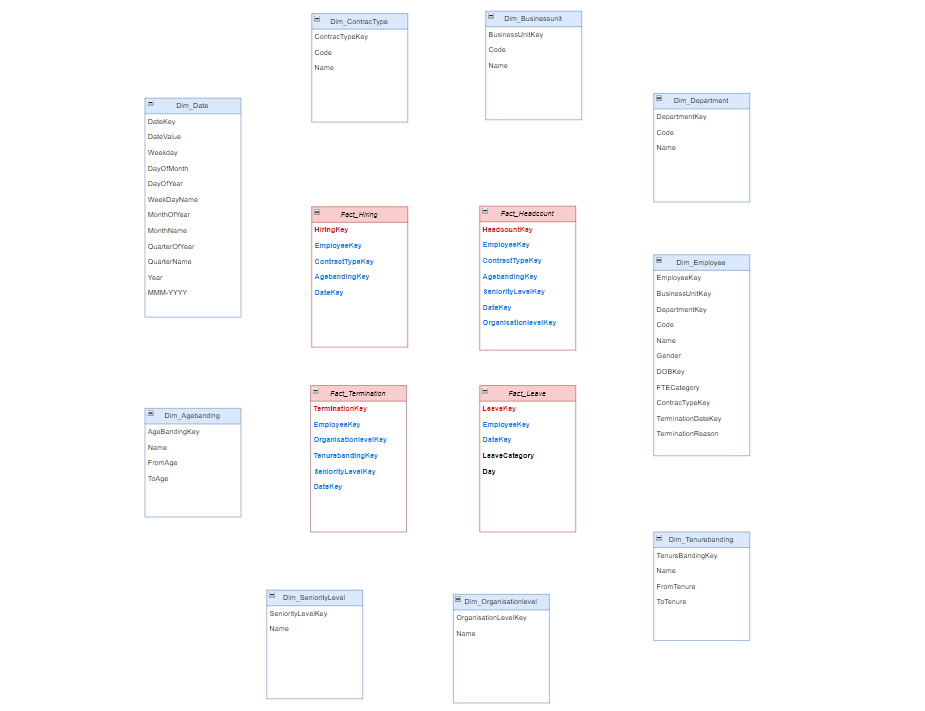 Dim_ContracType
ContracTypeKey
Code
Name
Dim_Businessunit
BusinessUnitKey
Code
Name
Dim_Department
DepartmentKey
Code
Name
Dim_Date
DateKey
DateValue
Weekday
DayOfMonth
DayOfYear
WeekDayName
MonthOfYear
MonthName
QuarterOfYear
QuarterName
Year
MMM-YYYY
Fact_Hiring
HiringKey
EmployeeKey
ContractTypeKey
AgebandingKey
DateKey
Fact_Headcount
HeadcountKey
EmployeeKey
ContractTypeKey
AgebandingKey
SeniorityLevelKey
DateKey
OrganisationlevelKey
Dim_Employee
EmployeeKey
BusinessUnitKey
DepartmentKey
Code
Name
Gender
DOBKey
FTECategory
ContracTypeKey
TerminationDateKey
TerminationReason
Fact_Termination
TerminationKey
EmployeeKey
OrganisationlevelKey
TenurebandingKey
SeniorityLevelKey
DateKey
Fact_Leave
LeaveKey
EmployeeKey
DateKey
LeaveCategory
Day
Dim_Agebanding
AgeBandingKey
Name
FromAge
ToAge
Dim_Tenurebanding
TenureBandingKey
Name
FromTenure
ToTenure
Dim_SeniorityLevel
SeniorityLevelKey
Name
Dim_Organisationlevel
OrganisationLevelKey
Name